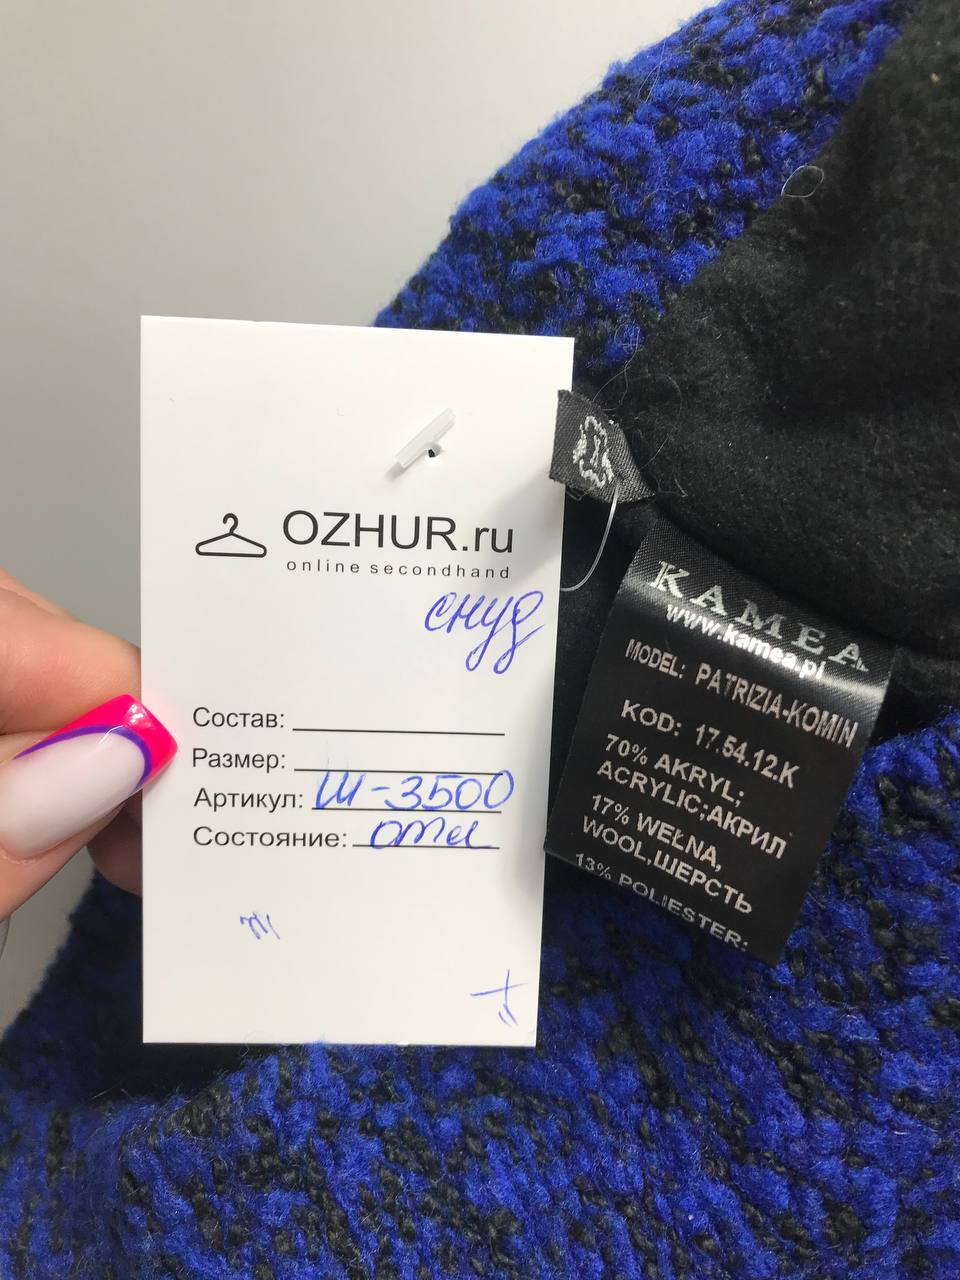 OZHUR.ru
online secondhand
снуд
Состав:
Размер:
Артикул: Ш-3500
Состояние: отл
KAMEA
www.kamea.pl
MODEL: PATRIZIA-KOMIN
KOD: 17.54.12.K
70% AKRYL;
ACRYLIC;АКРИЛ
17% WEŁNA,
WOOL,ШЕРСТЬ
13% POLIESTER: